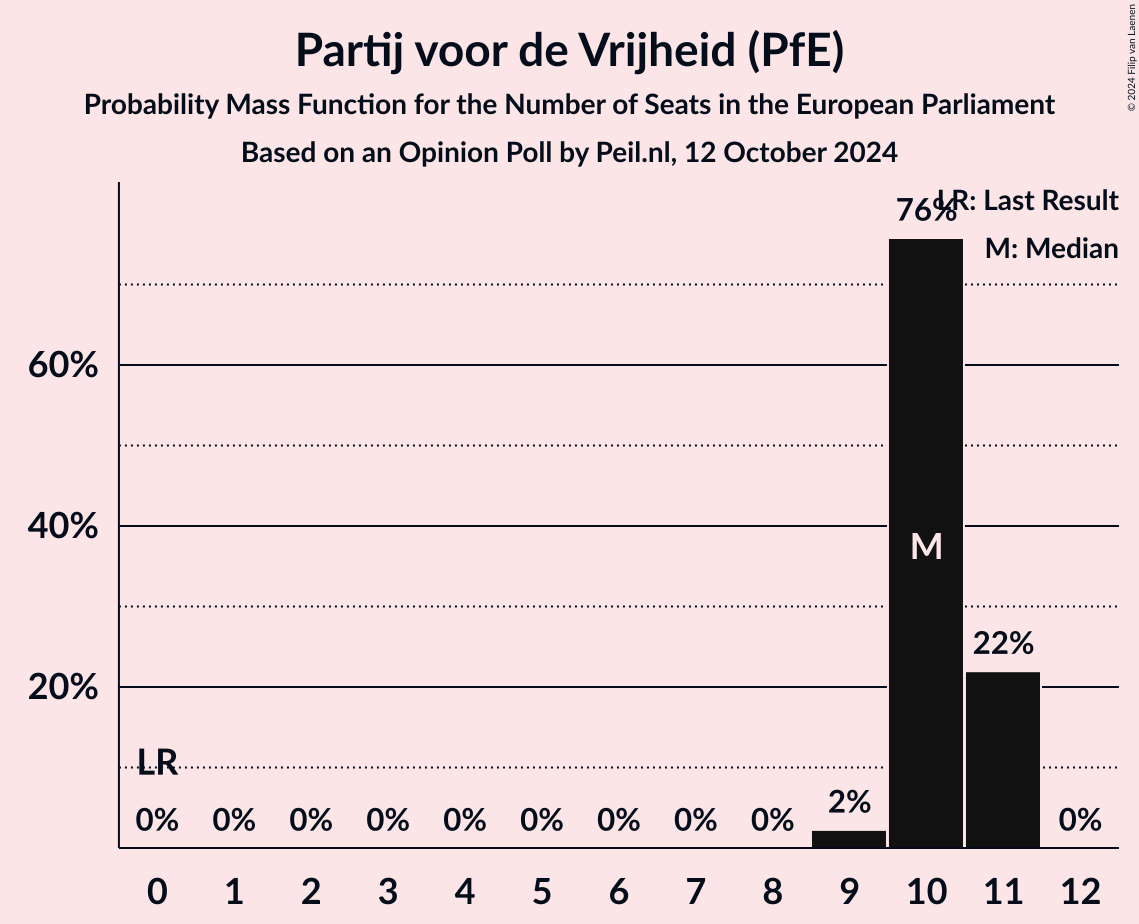 Partij voor de Vrijheid (PfE)
Probability Mass Function for the Number of Seats in the European Parliament
Based on an Opinion Poll by Peil.nl, 12 October 2024
© 2024 Filip van Laenen
LR: Last Result
M: Median
76%
60%
40%
20%
M
22%
LR
0% 0% 0% 0% 0% 0% 0% 0% 0% 2% 0%
0 1 2 3 4 5 6 7 8 9 10 11 12